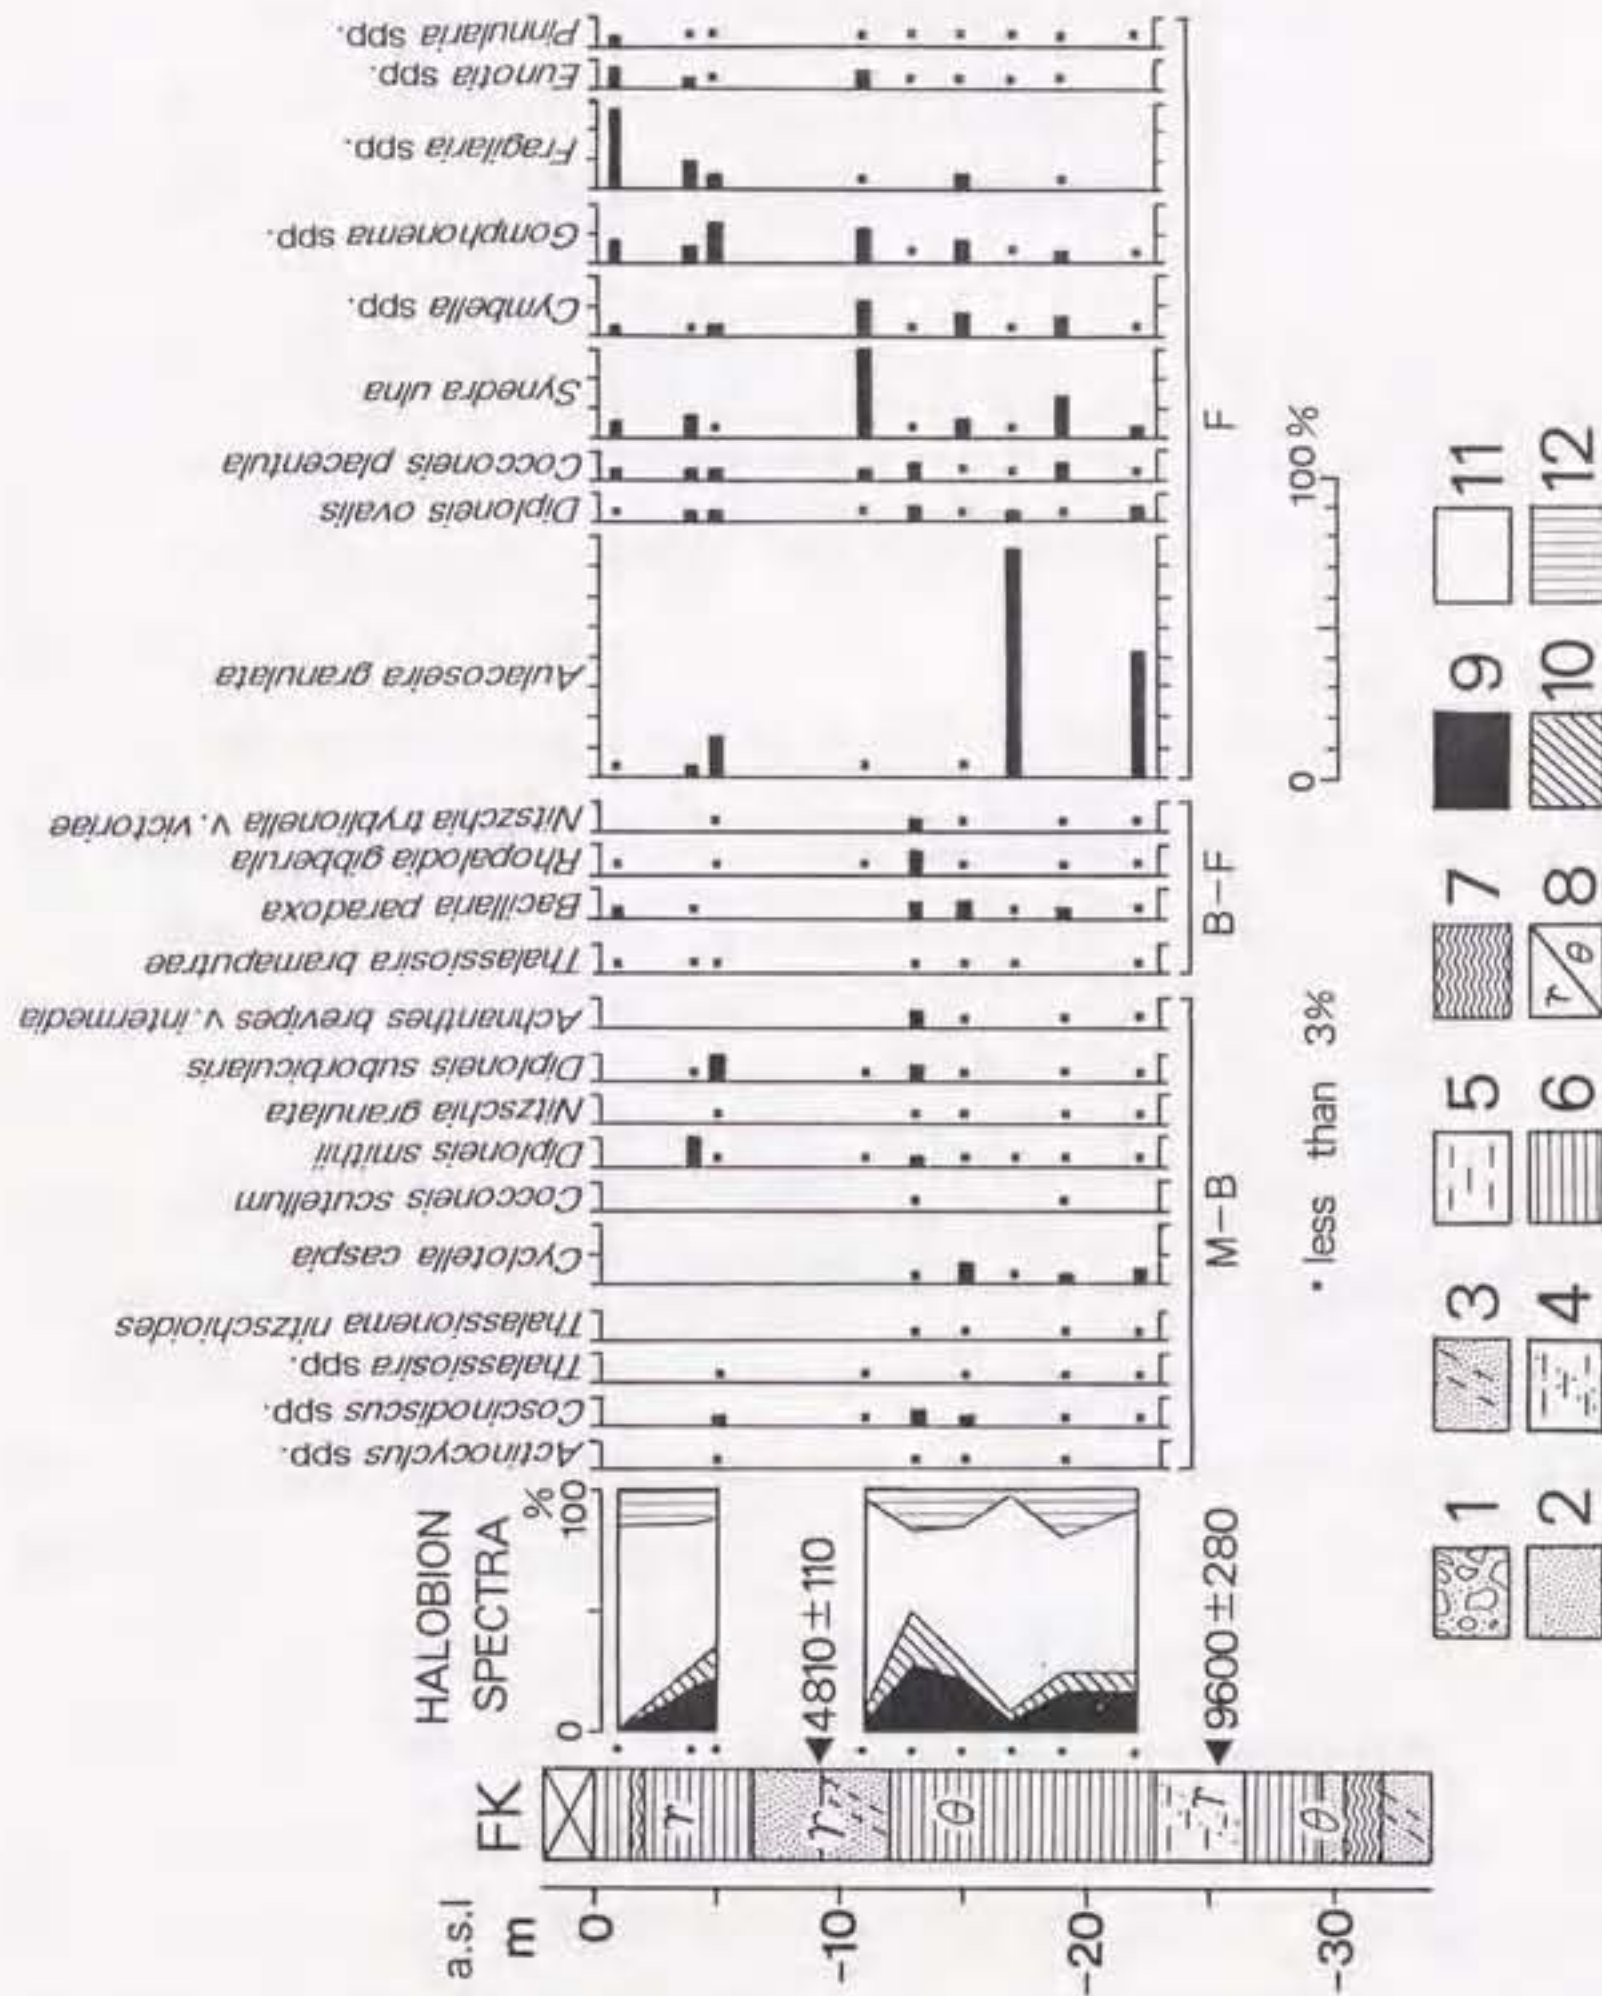 Pinnularia spp.
Eunotia spp.
Fragilaria spp.
Gomphonema spp.
Cymbella spp.
Synedra ulna
Cocconeis placentula
Diploneis ovalis
Aulacoseira granulata
Nitszchia tryblionella v. victoriae
Rhopalodia gibberula
Bacillaria paradoxa
Thalassiosira bramaputrae
Achnanthes brevipes v. intermedia
Diploneis suborbicularis
Nitzschia granulata
Diploneis smithii
Cocconeis scutellum
Cyclotella caspia
Thalassionema nitzschioides
Thalassiosira spp.
Coscinodiscus spp.
Actinocyclus spp.
F
B-F
M-B
0 100%
• less than 3%
HALOBION
SPECTRA
0 100 %
4810±110
9600±280
FK
r
r
θ
r
θ
a.s.l
m
0
-10
-20
-30
1 3 5 7 9 11
2 4 6 8 10 12
r
θ